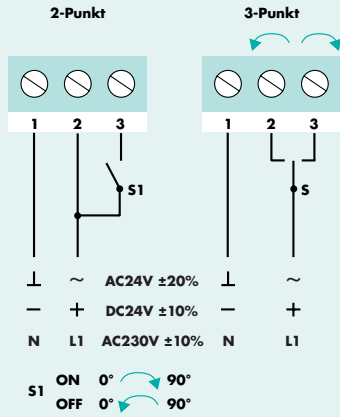 2-Punkt 3-Punkt
1 2 3 1 2 3
S1 S
⊥ ~ AC24V ±20% ⊥ ~
− + DC24V ±10% − +
N L1 AC230V ±10% N L1
S1 ON 0° 90°
OFF 0° 90°